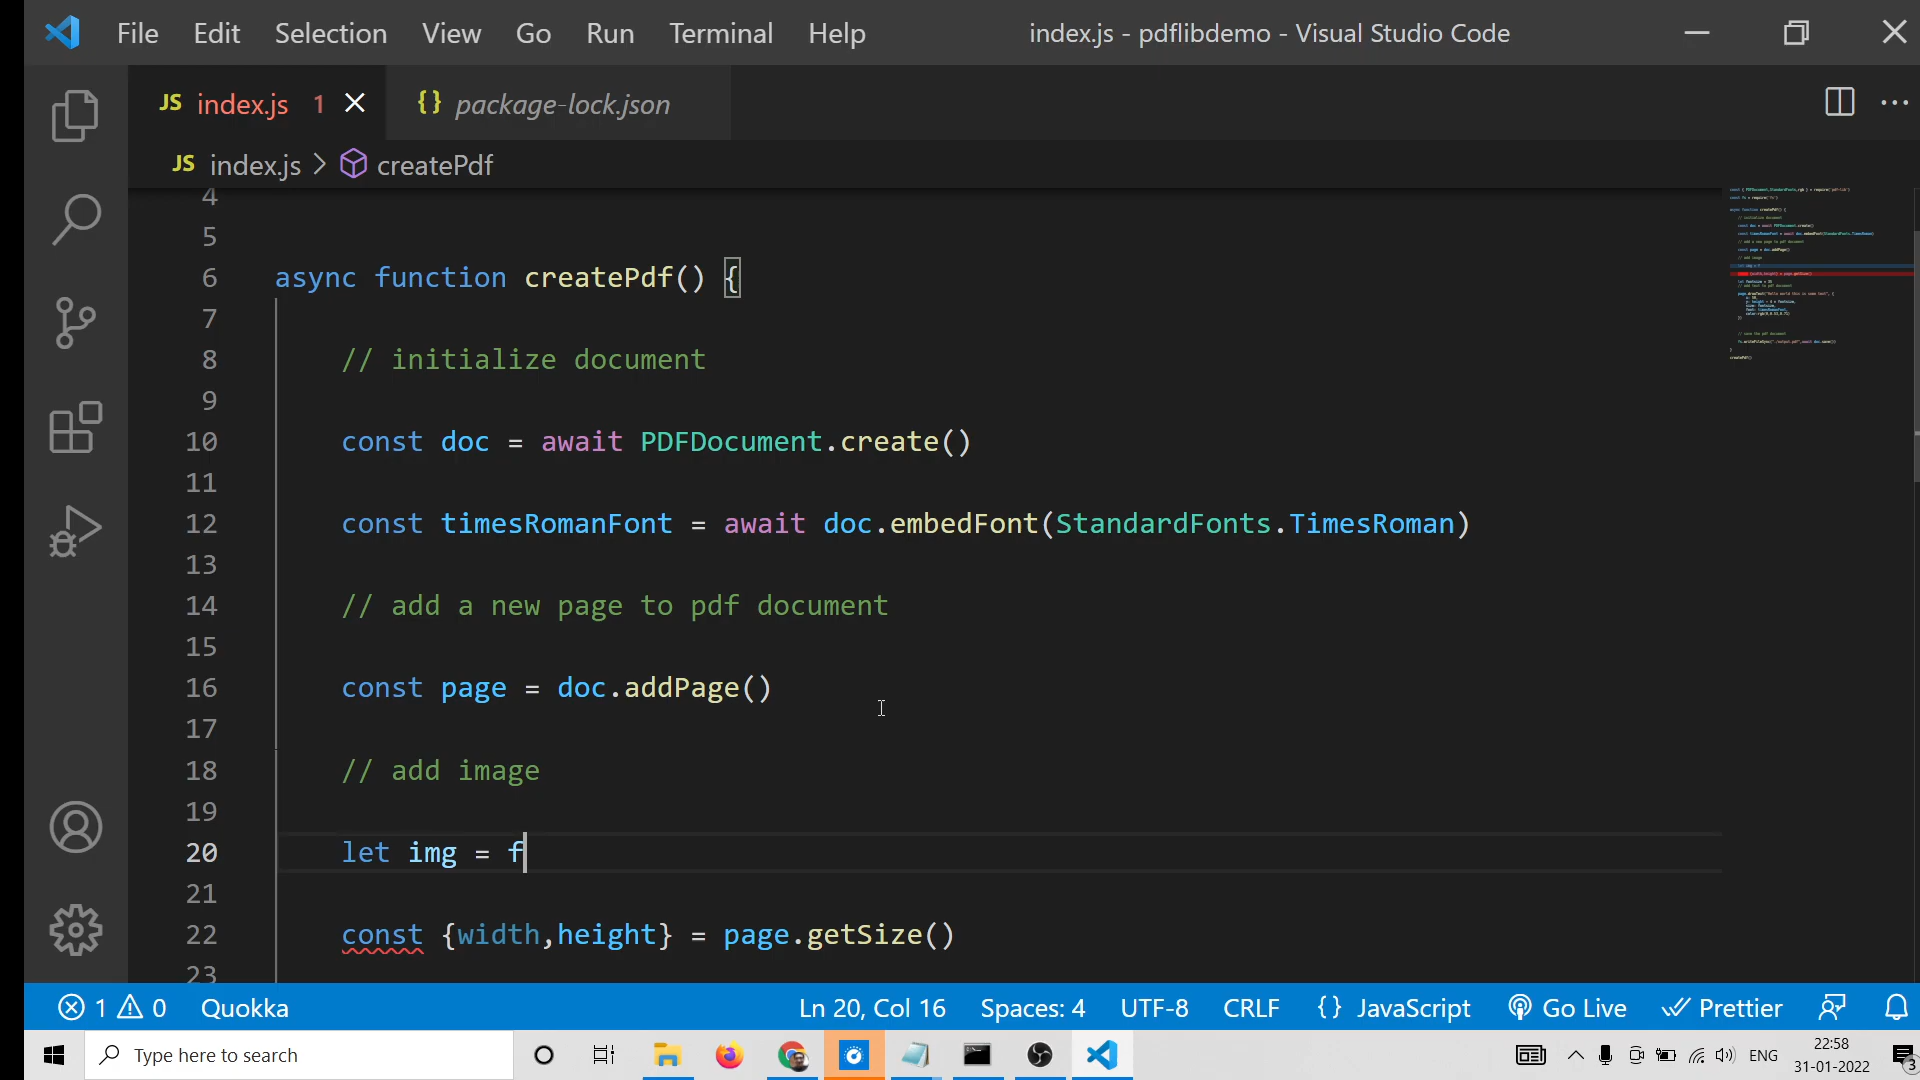 File Edit Selection View Go Run Terminal Help index.js - pdflibdemo - Visual Studio Code
JS index.js 1 {} package-lock.json
JS index.js > createPdf
4
5
6 async function createPdf() {
7
8 // initialize document
9
10 const doc = await PDFDocument.create()
11
12 const timesRomanFont = await doc.embedFont(StandardFonts.TimesRoman)
13
14 // add a new page to pdf document
15
16 const page = doc.addPage()
17
18 // add image
19
20 let img = f
21
22 const {width,height} = page.getSize()
23
1 0 Quokka Ln 20, Col 16 Spaces: 4 UTF-8 CRLF {} JavaScript Go Live Prettier
Type here to search ENG 22:58
31-01-2022 3